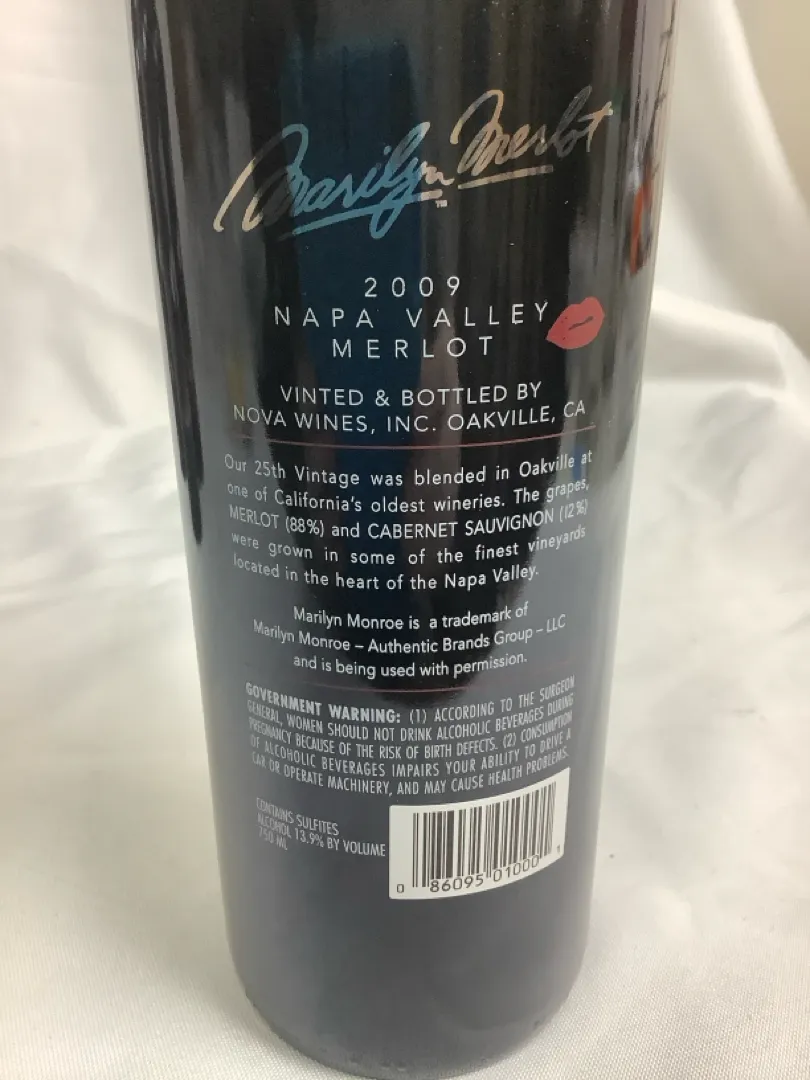 Marilyn Merlot™
2009
NAPA VALLEY
MERLOT
VINTED & BOTTLED BY
NOVA WINES, INC. OAKVILLE, CA
Our 25th Vintage was blended in Oakville at
one of California's oldest wineries. The grapes,
MERLOT (88%) and CABERNET SAUVIGNON (12%)
were grown in some of the finest vineyards
located in the heart of the Napa Valley.
Marilyn Monroe is a trademark of
Marilyn Monroe – Authentic Brands Group – LLC
and is being used with permission.
GOVERNMENT WARNING: (1) ACCORDING TO THE SURGEON
GENERAL, WOMEN SHOULD NOT DRINK ALCOHOLIC BEVERAGES DURING
PREGNANCY BECAUSE OF THE RISK OF BIRTH DEFECTS. (2) CONSUMPTION
OF ALCOHOLIC BEVERAGES IMPAIRS YOUR ABILITY TO DRIVE A
CAR OR OPERATE MACHINERY, AND MAY CAUSE HEALTH PROBLEMS.
CONTAINS SULFITES
ALCOHOL 13.9% BY VOLUME
750 ML
0 86095 01000 1